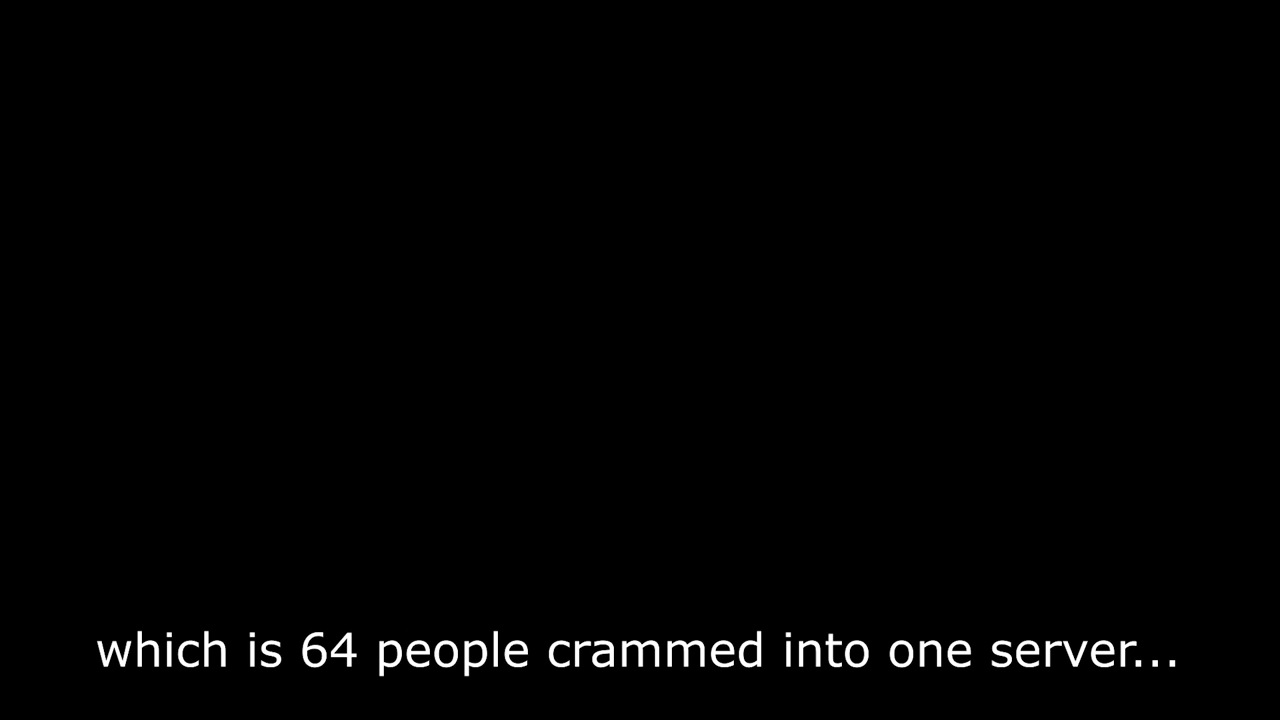 which is 64 people crammed into one server...